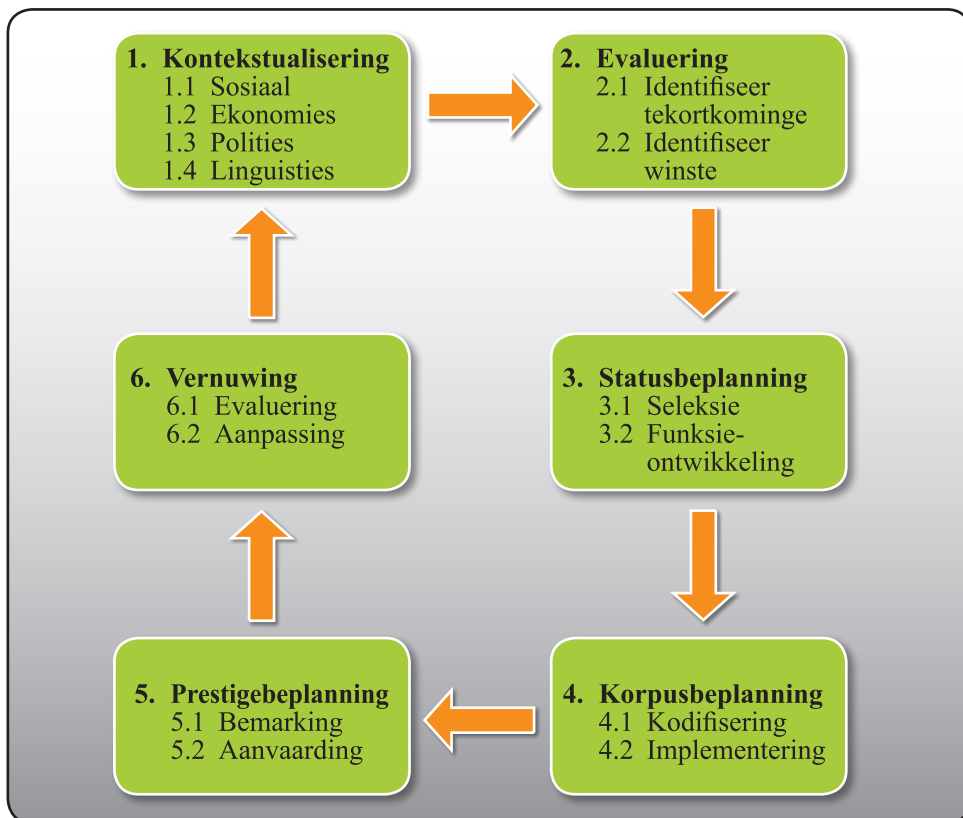 1. Kontekstualisering
1.1 Sosiaal
1.2 Ekonomies
1.3 Polities
1.4 Linguisties
2. Evaluering
2.1 Identifiseer
tekortkominge
2.2 Identifiseer
winste
3. Statusbeplanning
3.1 Seleksie
3.2 Funksie-
ontwikkeling
4. Korpusbeplanning
4.1 Kodifisering
4.2 Implementering
5. Prestigebeplanning
5.1 Bemarking
5.2 Aanvaarding
6. Vernuwing
6.1 Evaluering
6.2 Aanpassing